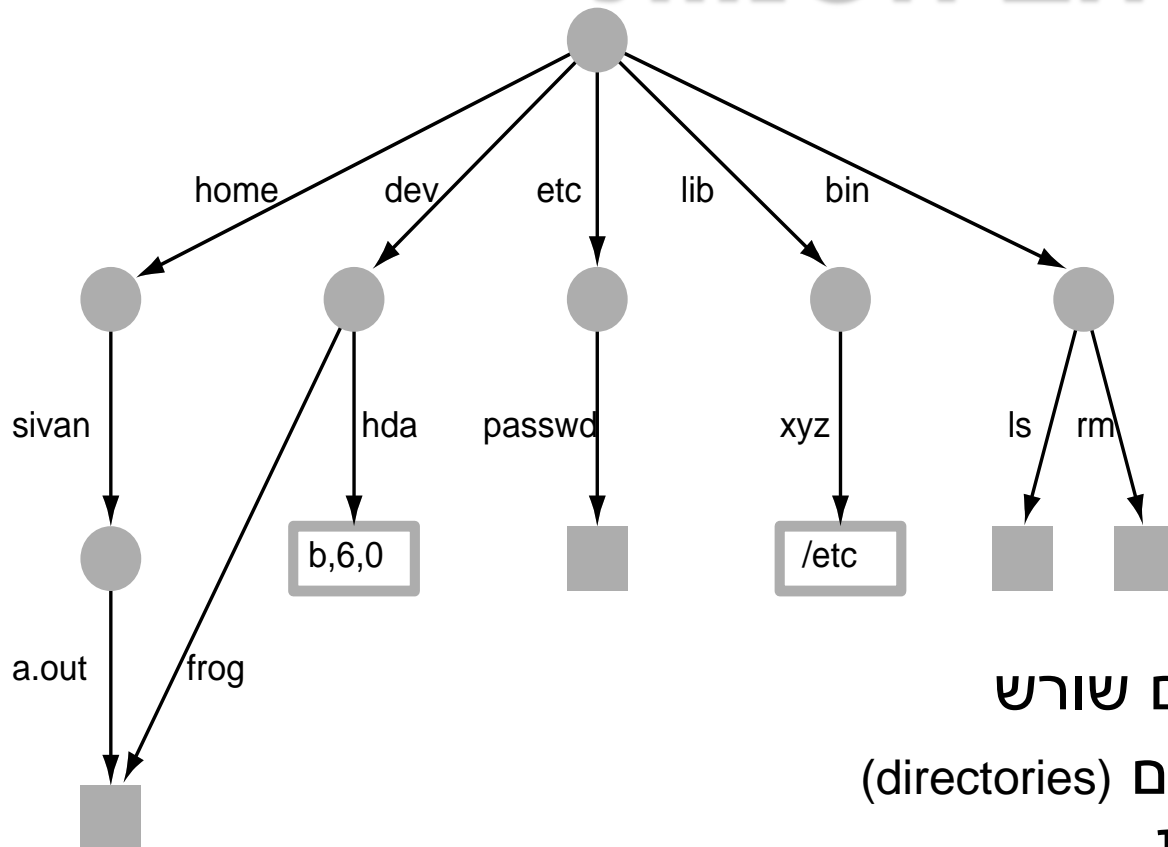 home dev etc lib bin
sivan hda passwd xyz ls rm
b,6,0 /etc
a.out frog
שורש
(directories)